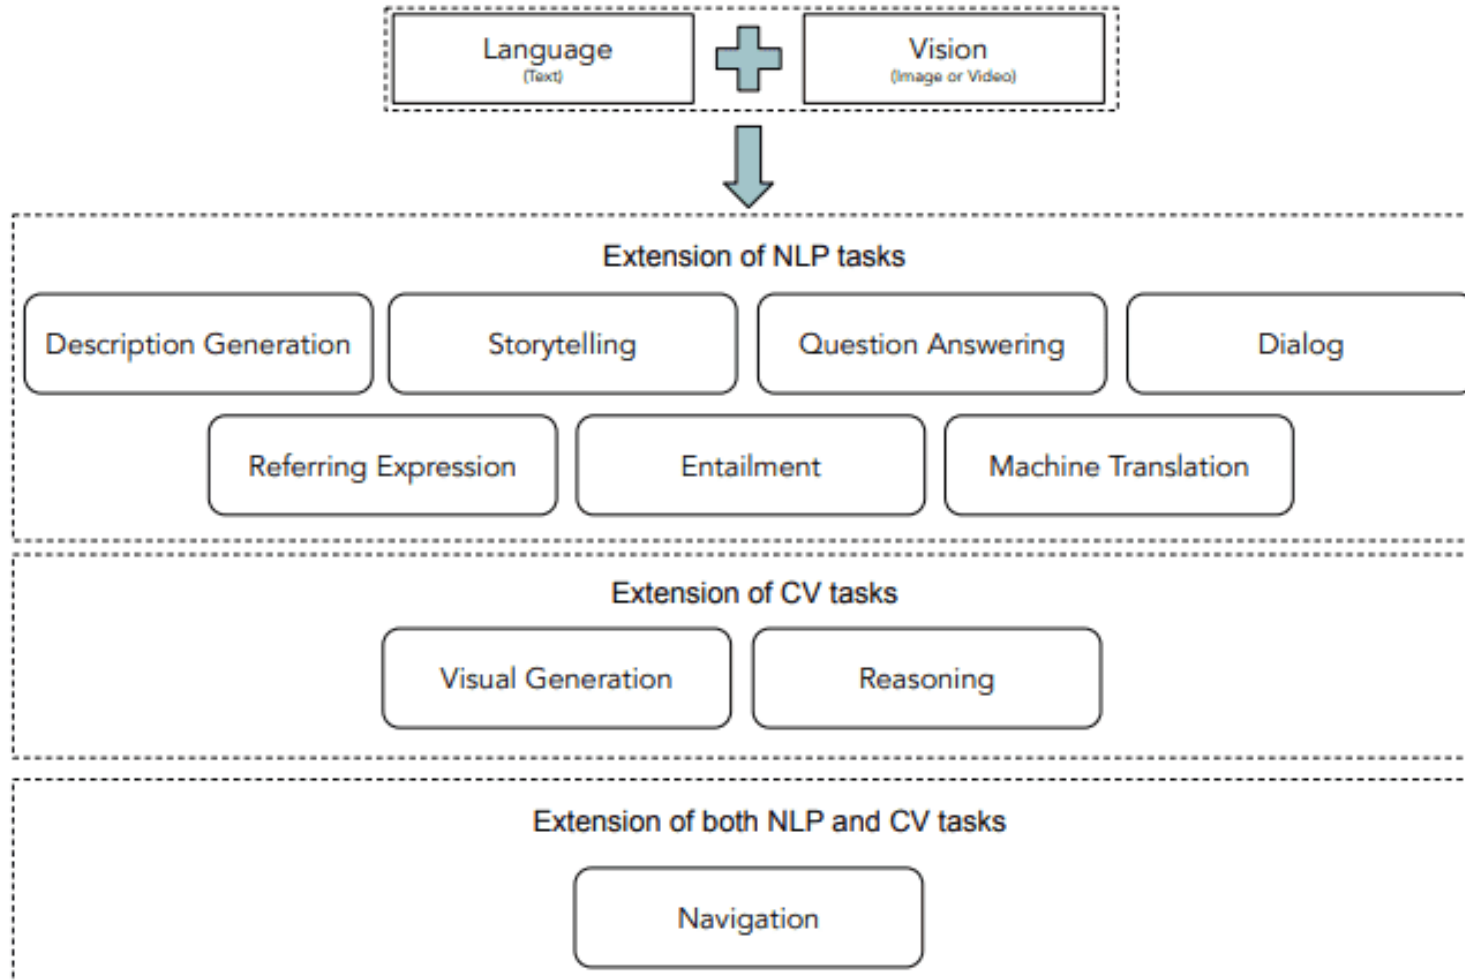 Language
(Text)
Vision
(Image or Video)
Extension of NLP tasks
Description Generation
Storytelling
Question Answering
Dialog
Referring Expression
Entailment
Machine Translation
Extension of CV tasks
Visual Generation
Reasoning
Extension of both NLP and CV tasks
Navigation